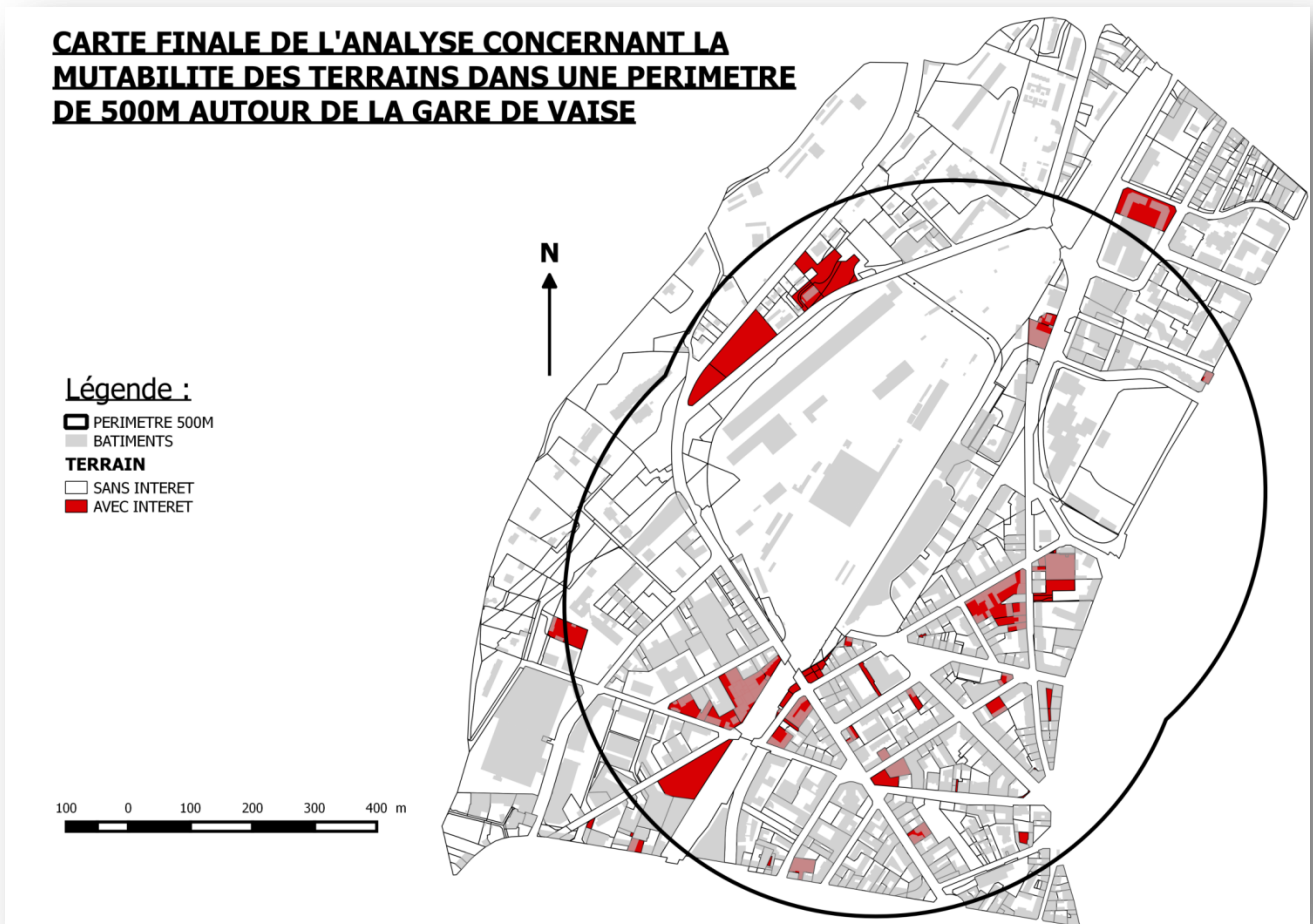 CARTE FINALE DE L'ANALYSE CONCERNANT LA
MUTABILITE DES TERRAINS DANS UNE PERIMETRE
DE 500M AUTOUR DE LA GARE DE VAISE
N
Légende :
PERIMETRE 500M
BATIMENTS
TERRAIN
SANS INTERET
AVEC INTERET
100 0 100 200 300 400 m